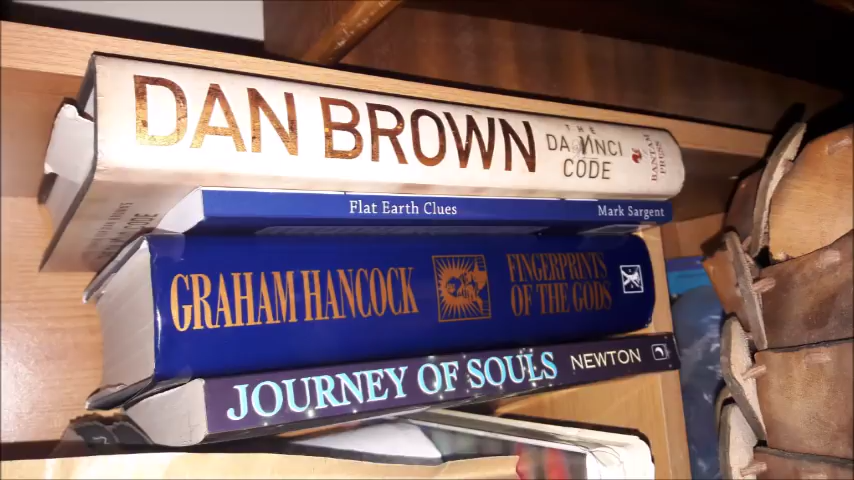 DAN BROWN
THE
DA VINCI
CODE
BANTAM
PRESS
Flat Earth Clues Mark Sargent
GRAHAM HANCOCK
FINGERPRINTS
OF THE GODS
JOURNEY OF SOULS NEWTON